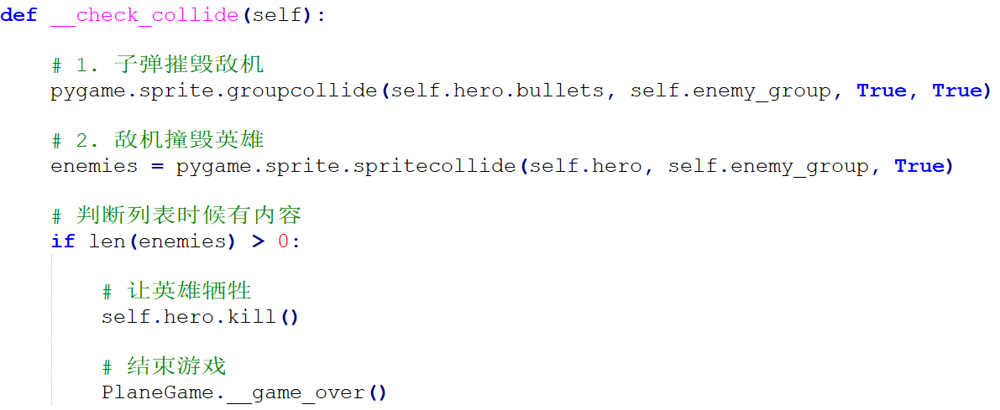 def __check_collide(self):
# 1. 子弹摧毁敌机
pygame.sprite.groupcollide(self.hero.bullets, self.enemy_group, True, True)
# 2. 敌机撞毁英雄
enemies = pygame.sprite.spritecollide(self.hero, self.enemy_group, True)
# 判断列表时候有内容
if len(enemies) > 0:
# 让英雄牺牲
self.hero.kill()
# 结束游戏
PlaneGame.__game_over()